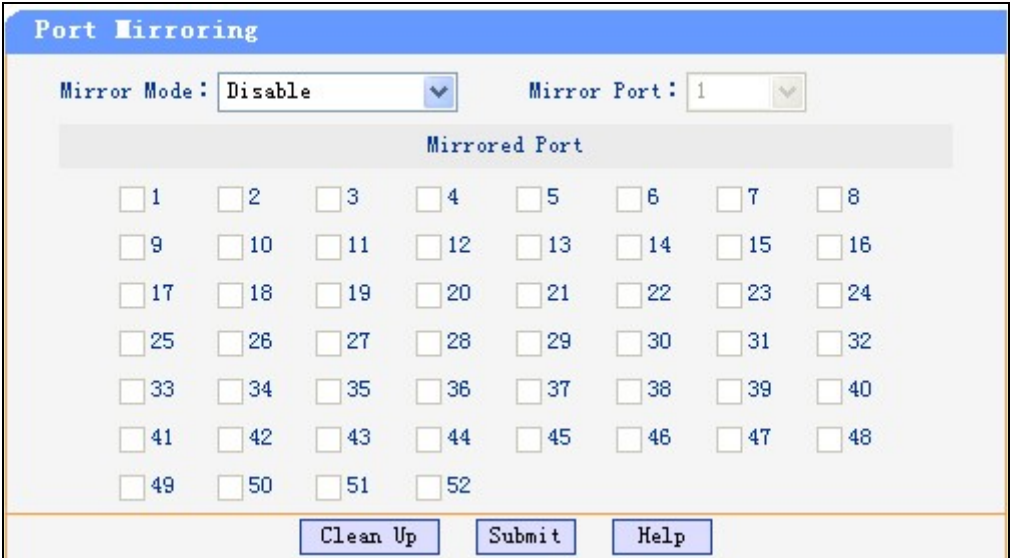 Port Mirroring
Mirror Mode: Disable Mirror Port: 1
Mirrored Port
1 2 3 4 5 6 7 8
9 10 11 12 13 14 15 16
17 18 19 20 21 22 23 24
25 26 27 28 29 30 31 32
33 34 35 36 37 38 39 40
41 42 43 44 45 46 47 48
49 50 51 52
Clean Up Submit Help